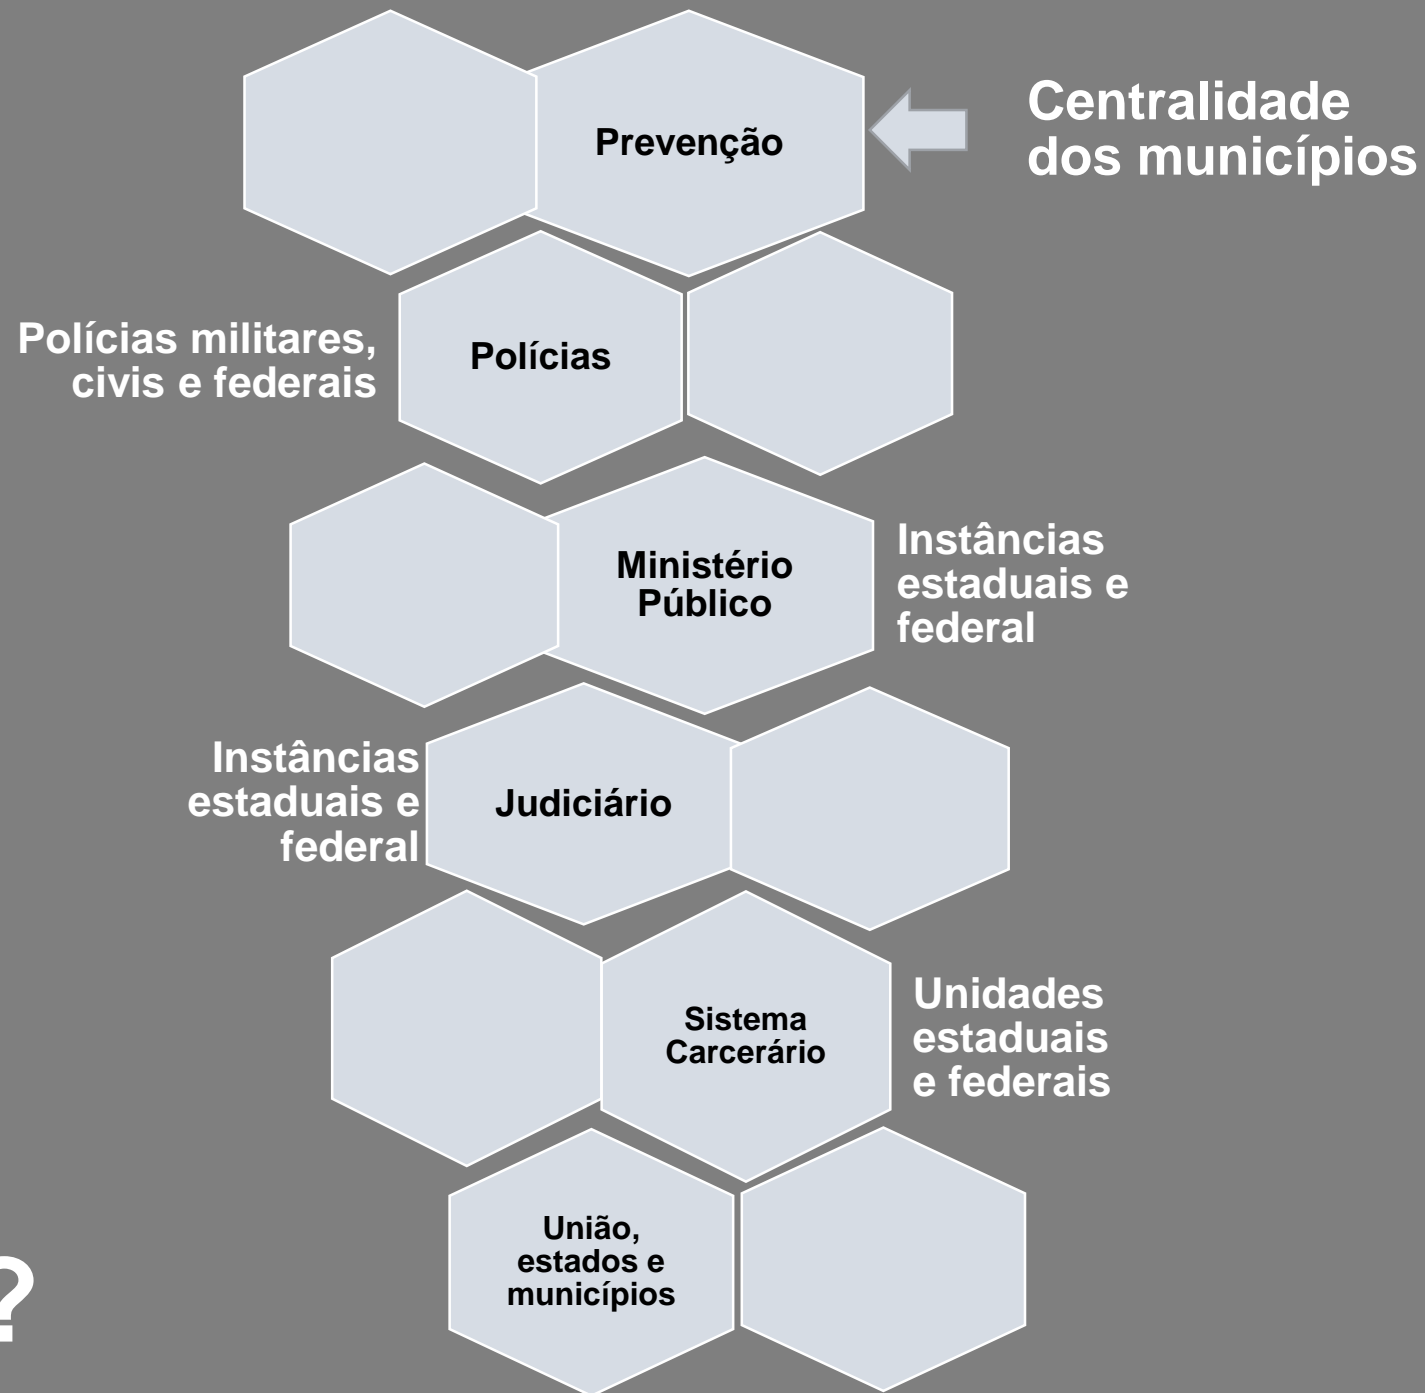 Prevenção
Centralidade
dos municípios
Polícias militares,
civis e federais
Polícias
Ministério
Público
Instâncias
estaduais e
federal
Instâncias
estaduais e
federal
Judiciário
Sistema
Carcerário
Unidades
estaduais
e federais
União,
estados e
municípios
?